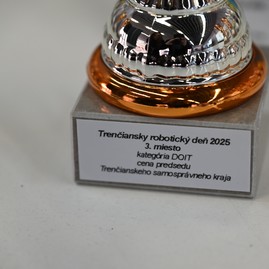 Trenčiansky robotický deň 2025
3. miesto
kategória DOIT
cena predsedu
Trenčianskeho samosprávneho kraja